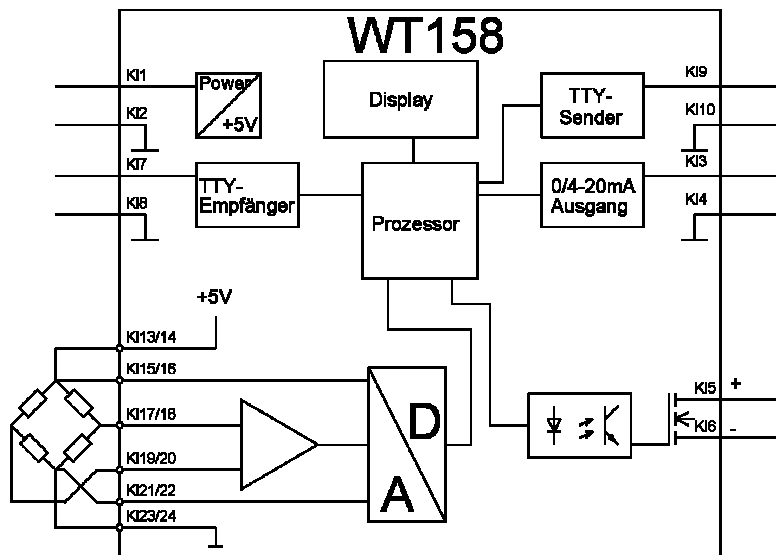 WT158
Kl1
Power
+5V
Kl2
Display
TTY-
Sender
Kl9
Kl10
Kl7
TTY-
Empfänger
Kl8
Prozessor
0/4-20mA
Ausgang
Kl3
Kl4
+5V
Kl13/14
Kl15/16
Kl17/18
Kl19/20
Kl21/22
Kl23/24
D
A
Kl5 +
Kl6 -